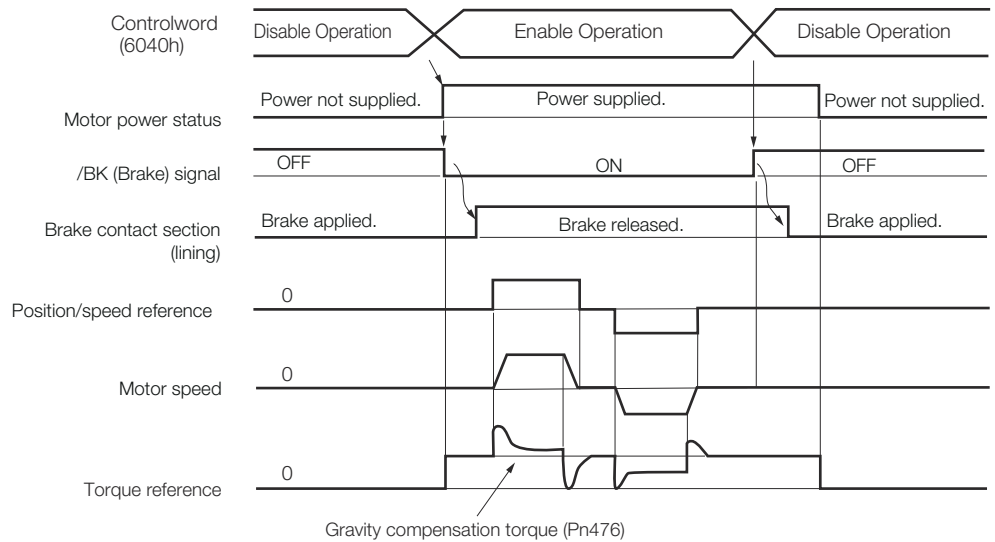 Controlword
(6040h)
Disable Operation
Enable Operation
Disable Operation
Motor power status
Power not supplied.
Power supplied.
Power not supplied.
/BK (Brake) signal
OFF
ON
OFF
Brake contact section
(lining)
Brake applied.
Brake released.
Brake applied.
Position/speed reference
0
Motor speed
0
Torque reference
0
Gravity compensation torque (Pn476)